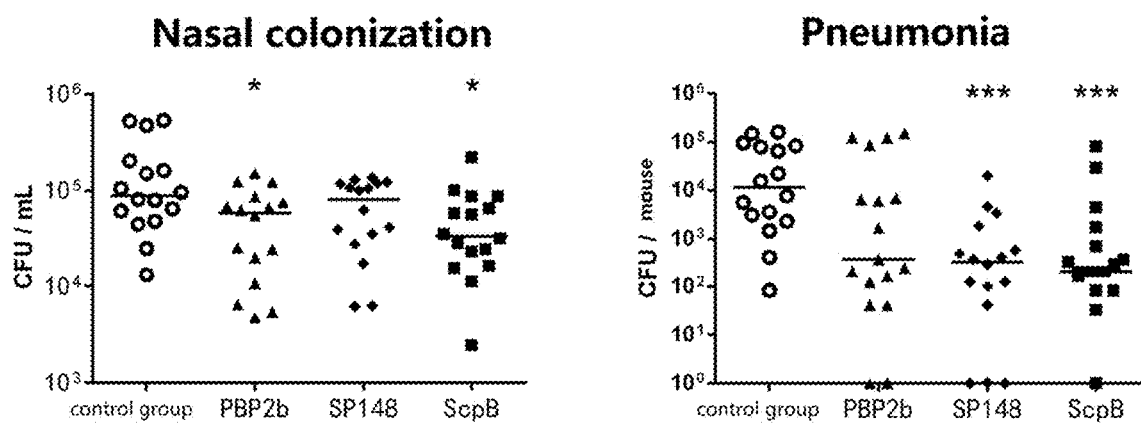 Nasal colonization
CFU / mL
10⁶
10⁵
10⁴
10³
* *
control group PBP2b SP148 ScpB
Pneumonia
CFU / mouse
10⁶
10⁵
10⁴
10³
10²
10¹
10⁰
*** ***
control group PBP2b SP148 ScpB